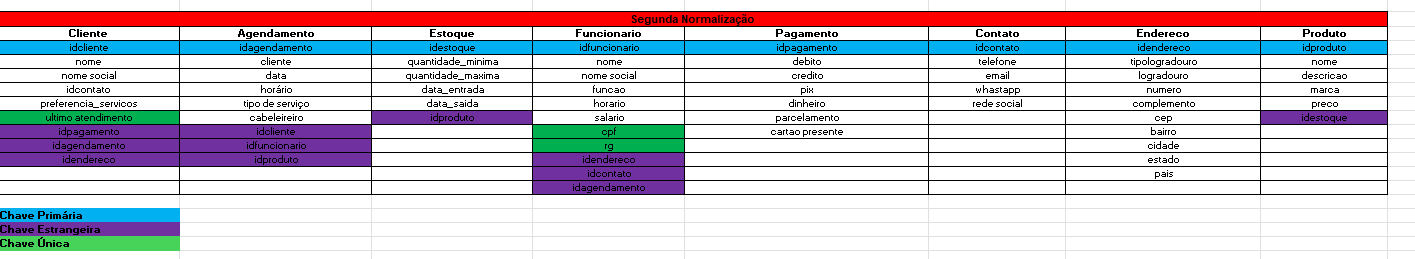 Segunda Normalização
Cliente Agendamento Estoque Funcionario Pagamento Contato Endereco Produto
idcliente idagendamento idestoque idfuncionario idpagamento idcontato idendereco idproduto
nome cliente quantidade_minima nome debito telefone tipologradouro nome
nome social data quantidade_maxima nome social credito email logradouro descricao
idcontato horário data_entrada funcao pix whastapp numero marca
preferencia_servicos tipo de serviço data_saida horario dinheiro rede social complemento preco
ultimo atendimento cabeleireiro idproduto salario parcelamento cep idestoque
idpagamento idcliente cpf cartao presente bairro
idagendamento idfuncionario rg cidade
idendereco idproduto idendereco estado
idcontato pais
idagendamento
Chave Primária
Chave Estrangeira
Chave Única